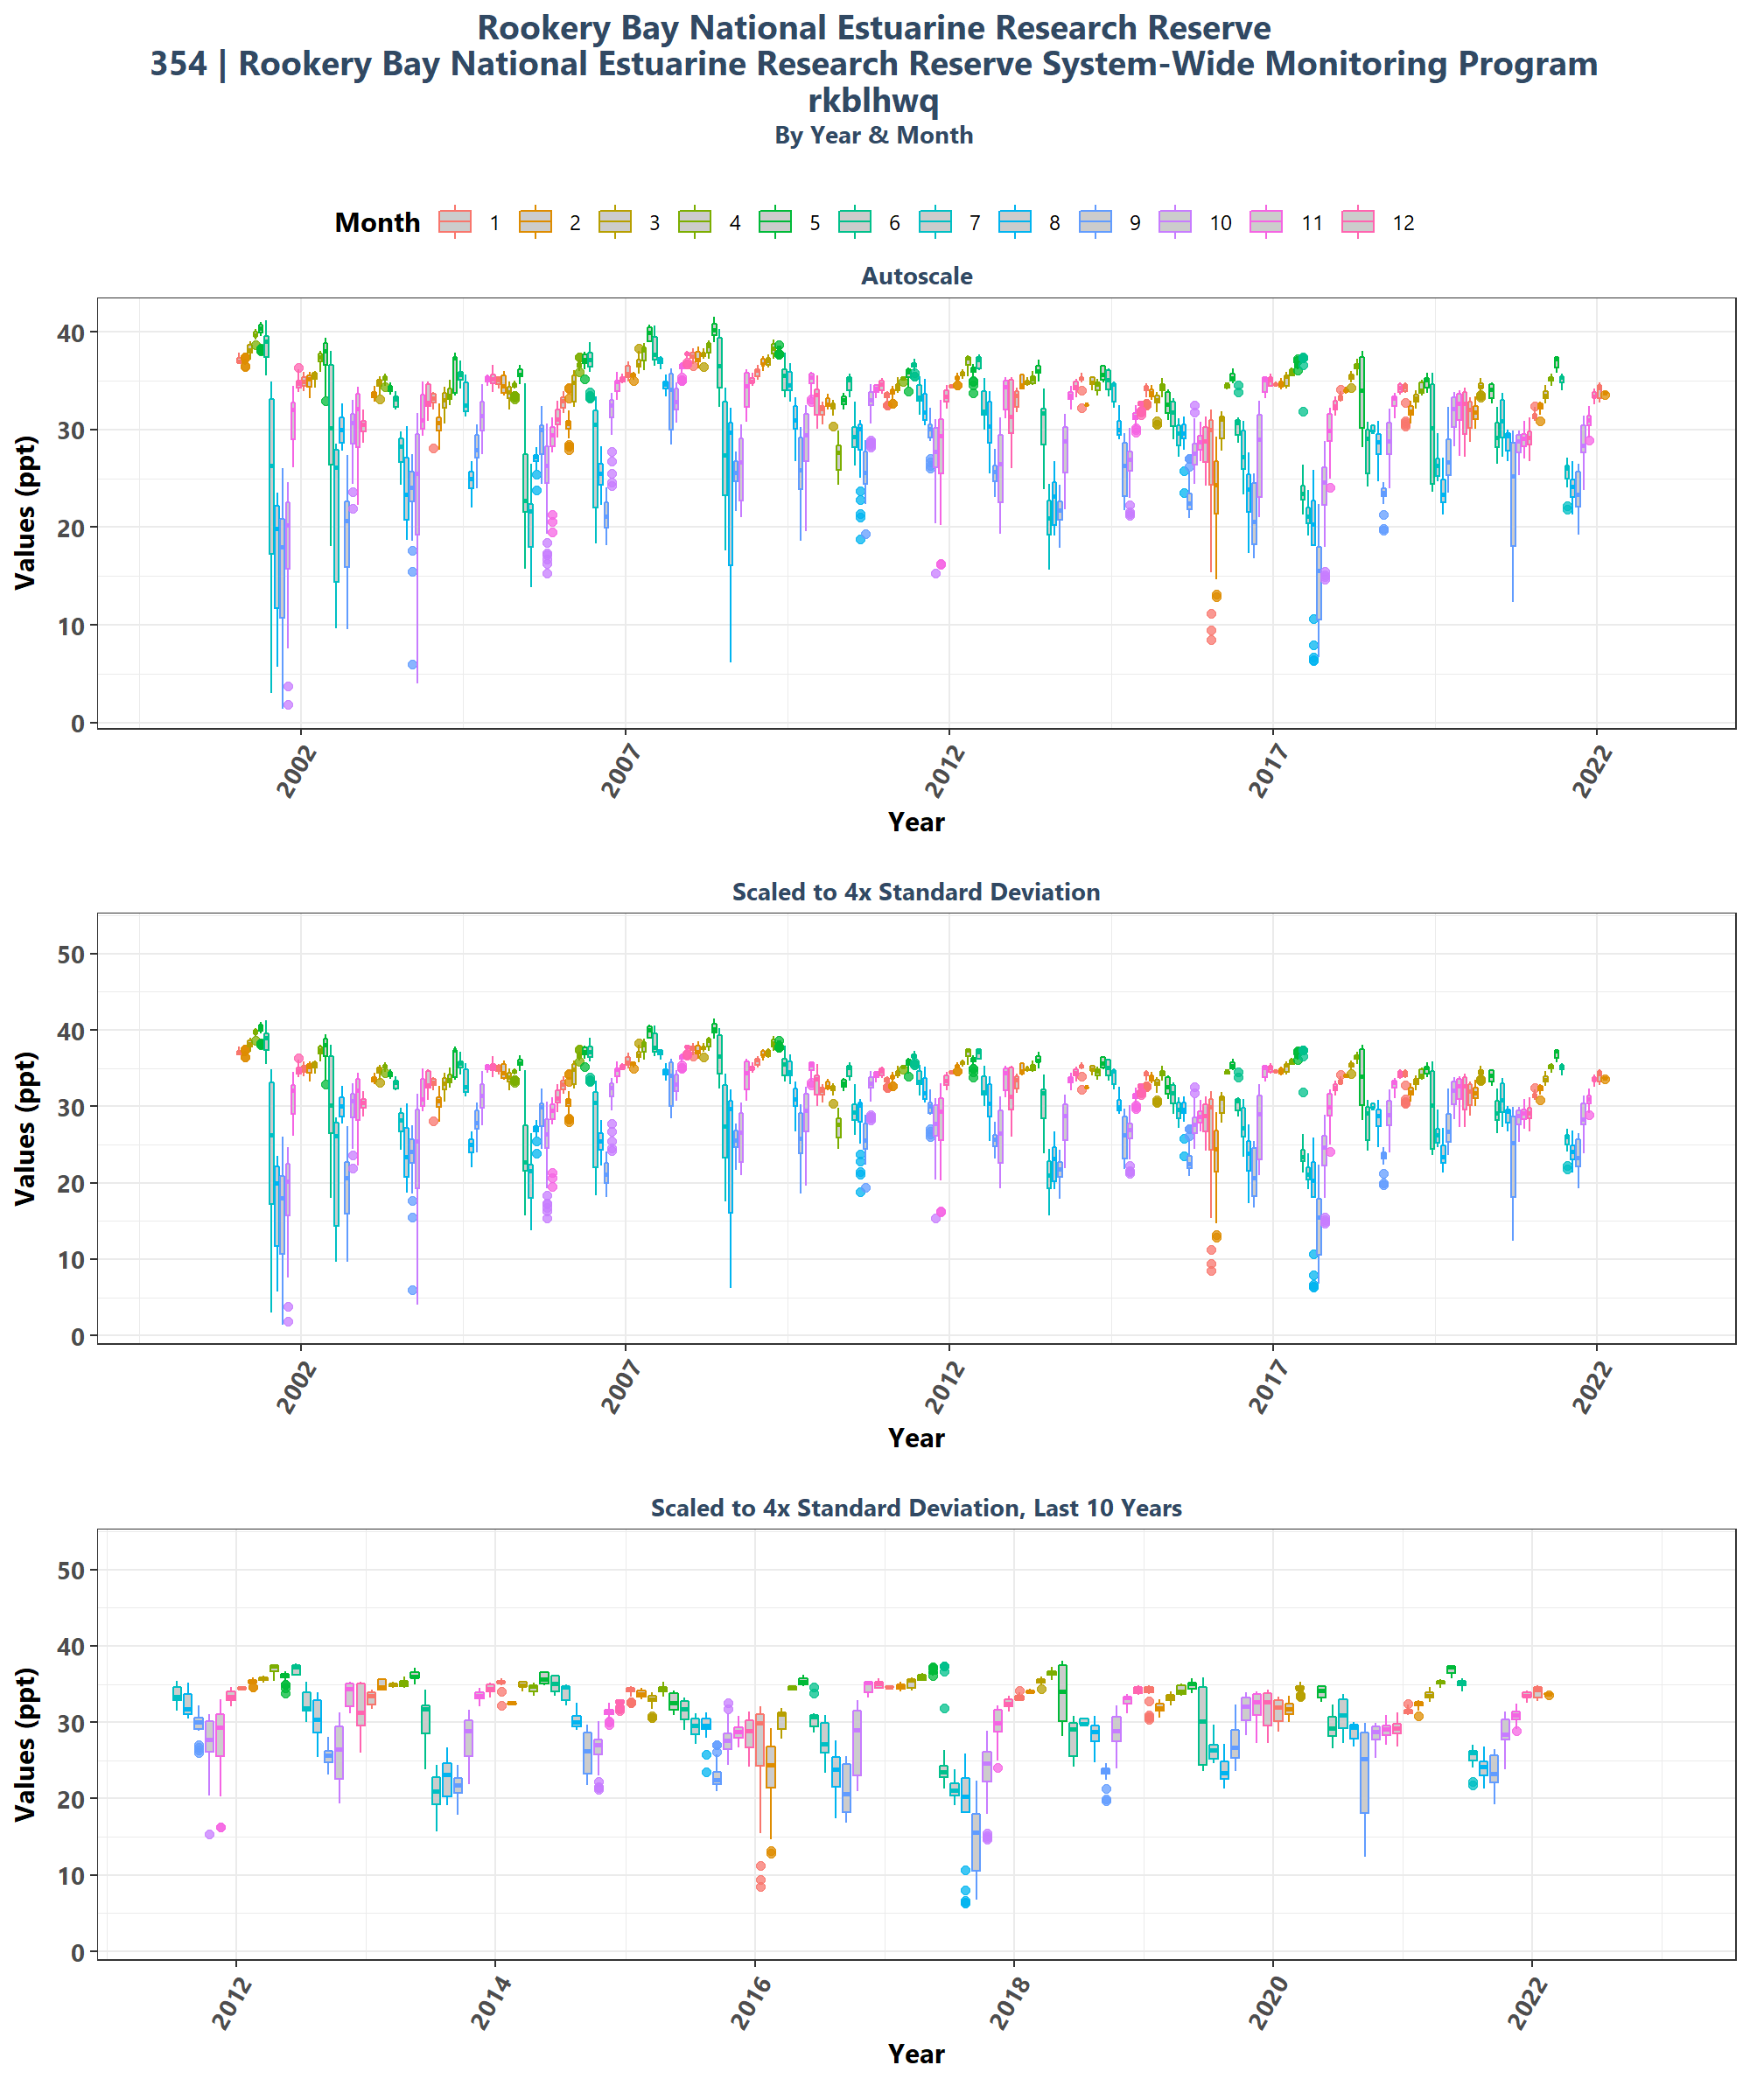 Rookery Bay National Estuarine Research Reserve
354 | Rookery Bay National Estuarine Research Reserve System-Wide Monitoring Program
rkblhwq
By Year & Month
Month 1 2 3 4 5 6 7 8 9 10 11 12
Autoscale
Values (ppt)
40
30
20
10
0
2002 2007 2012 2017 2022
Year
Scaled to 4x Standard Deviation
Values (ppt)
50
40
30
20
10
0
2002 2007 2012 2017 2022
Year
Scaled to 4x Standard Deviation, Last 10 Years
Values (ppt)
50
40
30
20
10
0
2012 2014 2016 2018 2020 2022
Year